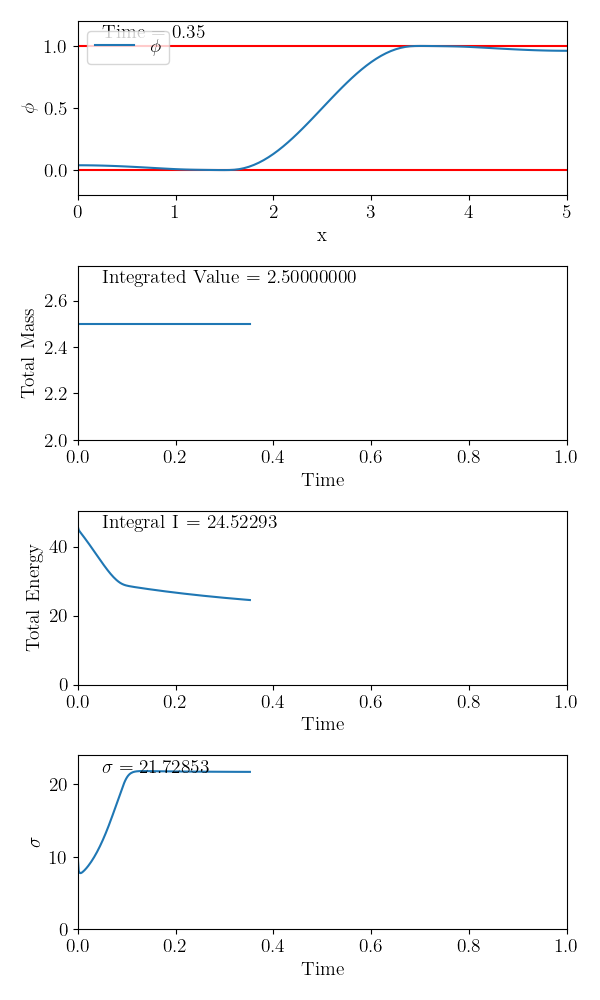 Time = 0.35
ϕ
1.0
0.5
0.0
ϕ
0 1 2 3 4 5
x
Integrated Value = 2.50000000
2.6
2.4
2.2
2.0
Total Mass
0.0 0.2 0.4 0.6 0.8 1.0
Time
Integral I = 24.52293
40
20
0
Total Energy
0.0 0.2 0.4 0.6 0.8 1.0
Time
σ = 21.72853
20
10
0
σ
0.0 0.2 0.4 0.6 0.8 1.0
Time